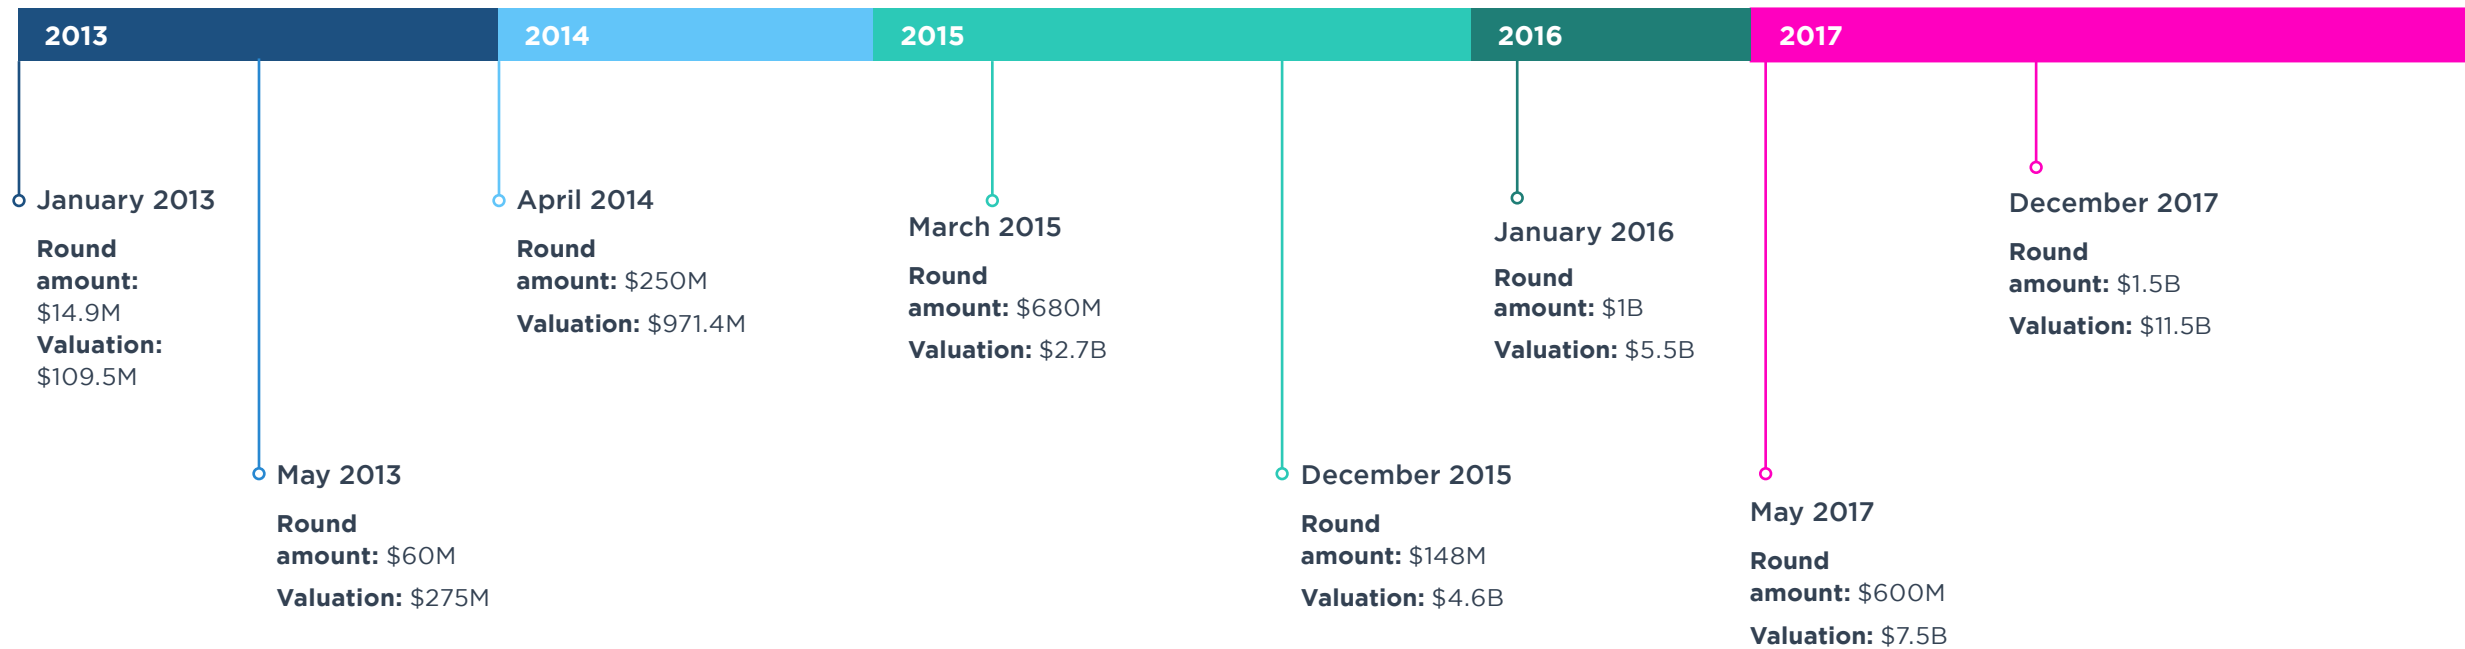 2013
2014
2015
2016
2017
January 2013
Round
amount:
$14.9M
Valuation:
$109.5M
May 2013
Round
amount: $60M
Valuation: $275M
April 2014
Round
amount: $250M
Valuation: $971.4M
March 2015
Round
amount: $680M
Valuation: $2.7B
December 2015
Round
amount: $148M
Valuation: $4.6B
January 2016
Round
amount: $1B
Valuation: $5.5B
May 2017
Round
amount: $600M
Valuation: $7.5B
December 2017
Round
amount: $1.5B
Valuation: $11.5B